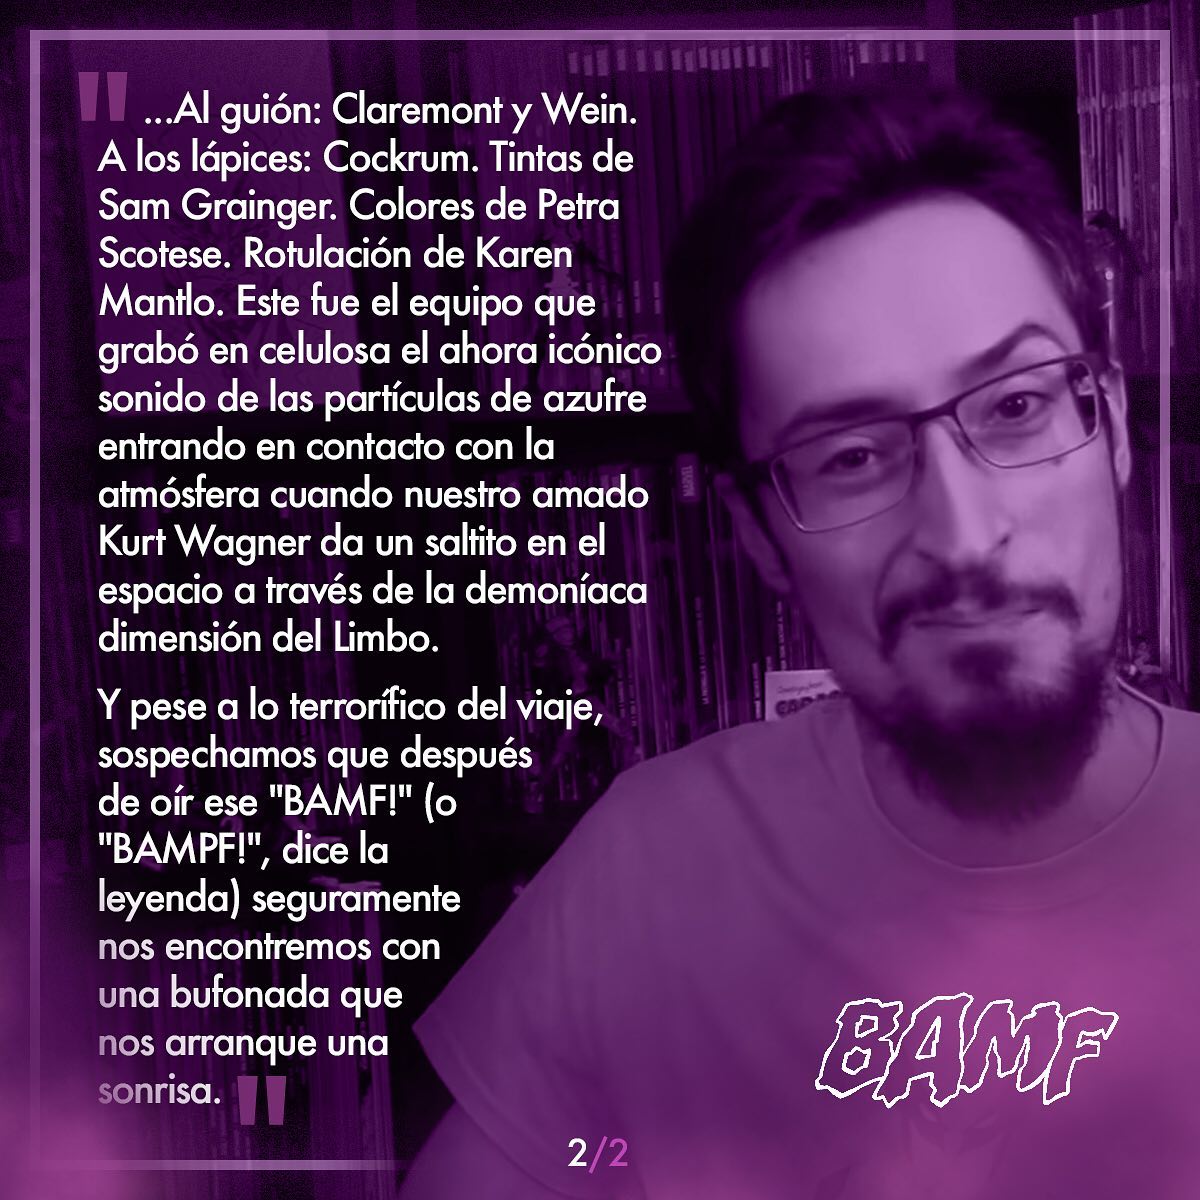 "...Al guión: Claremont y Wein.
A los lápices: Cockrum. Tintas de
Sam Grainger. Colores de Petra
Scotese. Rotulación de Karen
Mantlo. Este fue el equipo que
grabó en celulosa el ahora icónico
sonido de las partículas de azufre
entrando en contacto con la
atmósfera cuando nuestro amado
Kurt Wagner da un saltito en el
espacio a través de la demoníaca
dimensión del Limbo.
Y pese a lo terrorífico del viaje,
sospechamos que después
de oír ese "BAMF!" (o
"BAMPF!", dice la
leyenda) seguramente
nos encontremos con
una bufonada que
nos arranque una
sonrisa. "
MARVEL
BAMF
2/2